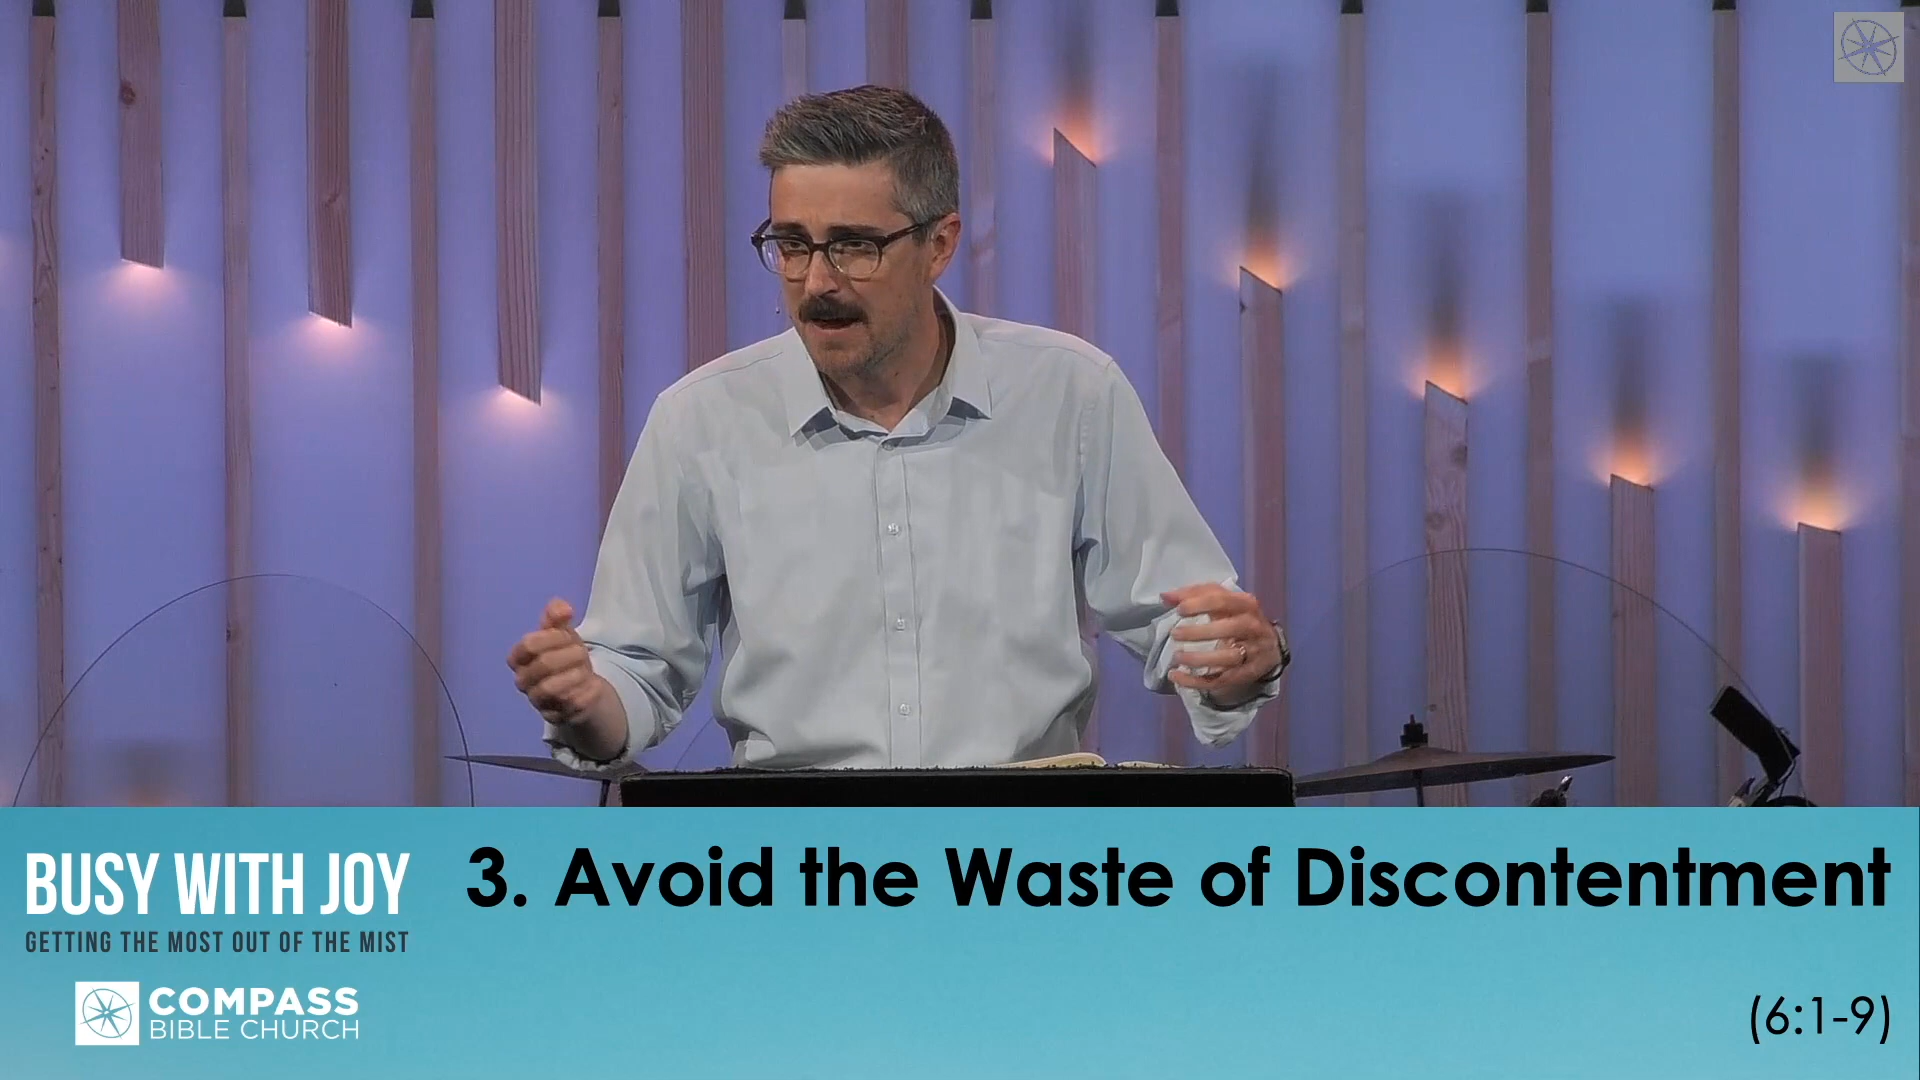 BUSY WITH JOY
GETTING THE MOST OUT OF THE MIST
COMPASS
BIBLE CHURCH
3. Avoid the Waste of Discontentment
(6:1-9)